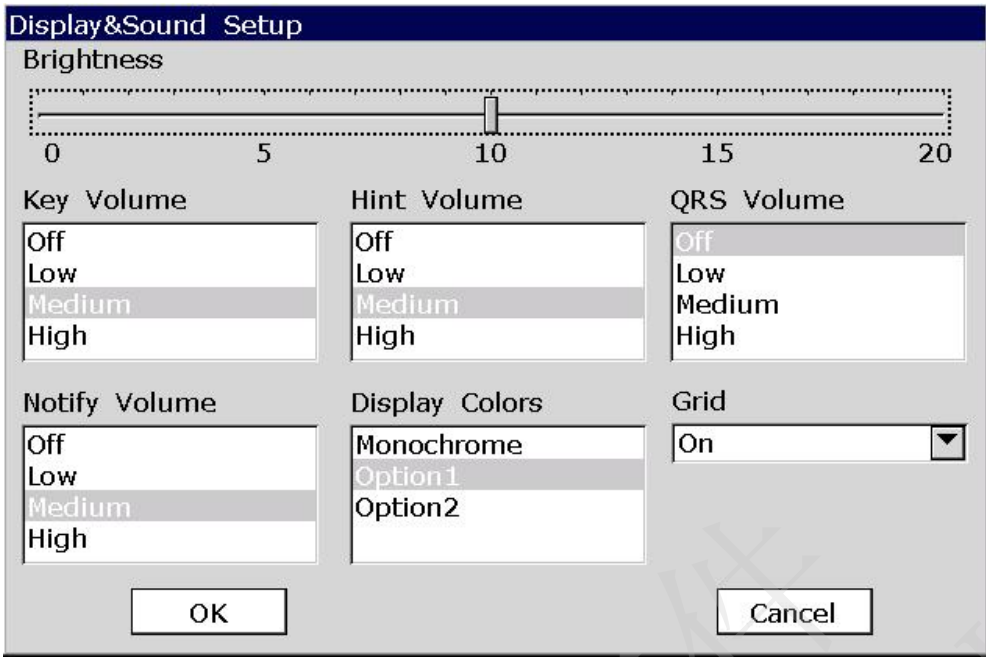 Display&Sound Setup
Brightness
0 5 10 15 20
Key Volume
Off
Low
Medium
High
Hint Volume
Off
Low
Medium
High
QRS Volume
Off
Low
Medium
High
Notify Volume
Off
Low
Medium
High
Display Colors
Monochrome
Option1
Option2
Grid
On
OK
Cancel
件